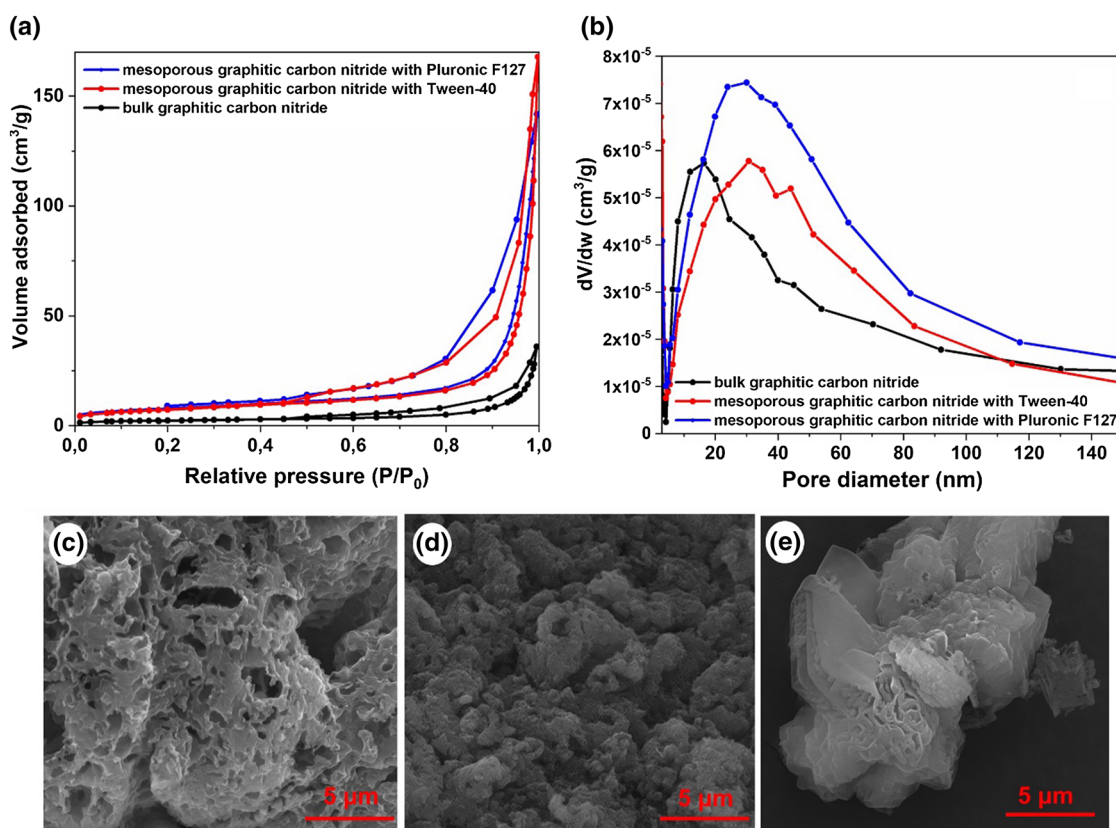 (a)
Volume adsorbed (cm³/g)
150
100
50
0
mesoporous graphitic carbon nitride with Pluronic F127
mesoporous graphitic carbon nitride with Tween-40
bulk graphitic carbon nitride
0,0 0,2 0,4 0,6 0,8 1,0
Relative pressure (P/P₀)
(b)
dV/dw (cm³/g)
8x10⁻⁵
7x10⁻⁵
6x10⁻⁵
5x10⁻⁵
4x10⁻⁵
3x10⁻⁵
2x10⁻⁵
1x10⁻⁵
0
bulk graphitic carbon nitride
mesoporous graphitic carbon nitride with Tween-40
mesoporous graphitic carbon nitride with Pluronic F127
20 40 60 80 100 120 140
Pore diameter (nm)
(c)
5 µm
(d)
5 µm
(e)
5 µm